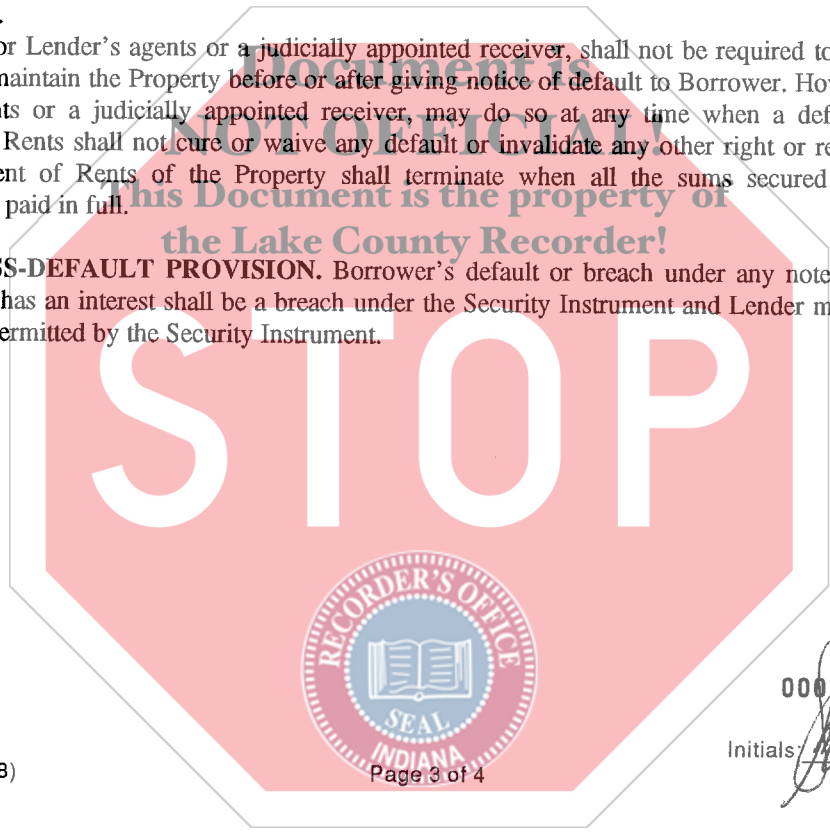 or Lender's agents or a judicially appointed receiver, shall not be required to
Document is
maintain the Property before or after giving notice of default to Borrower.
or a judicially appointed receiver, may do so at any time when a
NOT OFFICIAL!
Rents shall not cure or waive any default or invalidate any other right or
of Rents of the Property shall terminate when all the sums secured
This Document is the property of
paid in full.
the Lake County Recorder!
SS-DEFAULT PROVISION. Borrower's default or breach under any note
has an interest shall be a breach under the Security Instrument and Lender
ermitted by the Security Instrument.
STOP
RECORDER'S OFFICE
SEAL
INDIANA
000
Initials:
8)
Page 3 of 4